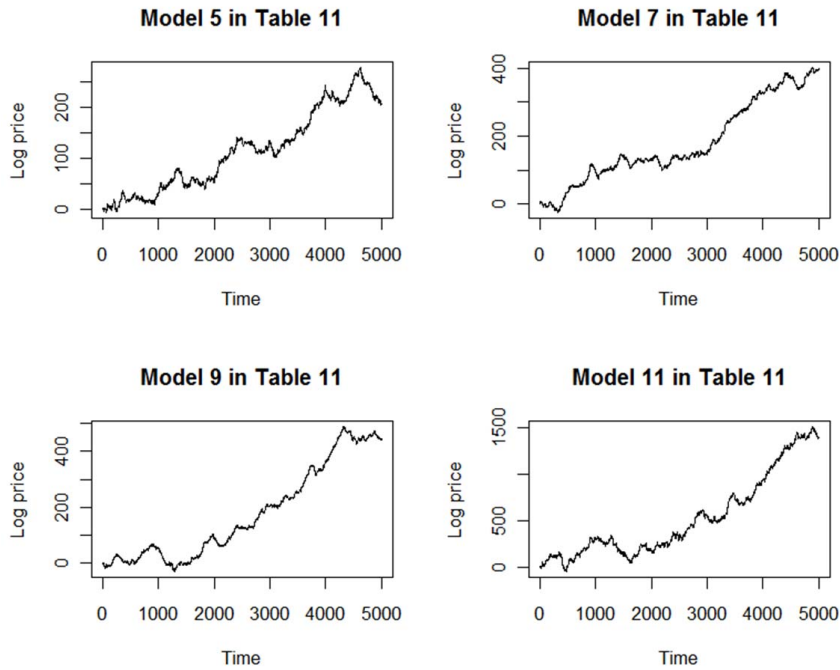 Model 5 in Table 11
Log price
200
100
0
0 1000 2000 3000 4000 5000
Time
Model 7 in Table 11
Log price
400
200
0
0 1000 2000 3000 4000 5000
Time
Model 9 in Table 11
Log price
400
200
0
0 1000 2000 3000 4000 5000
Time
Model 11 in Table 11
Log price
1500
500
0
0 1000 2000 3000 4000 5000
Time